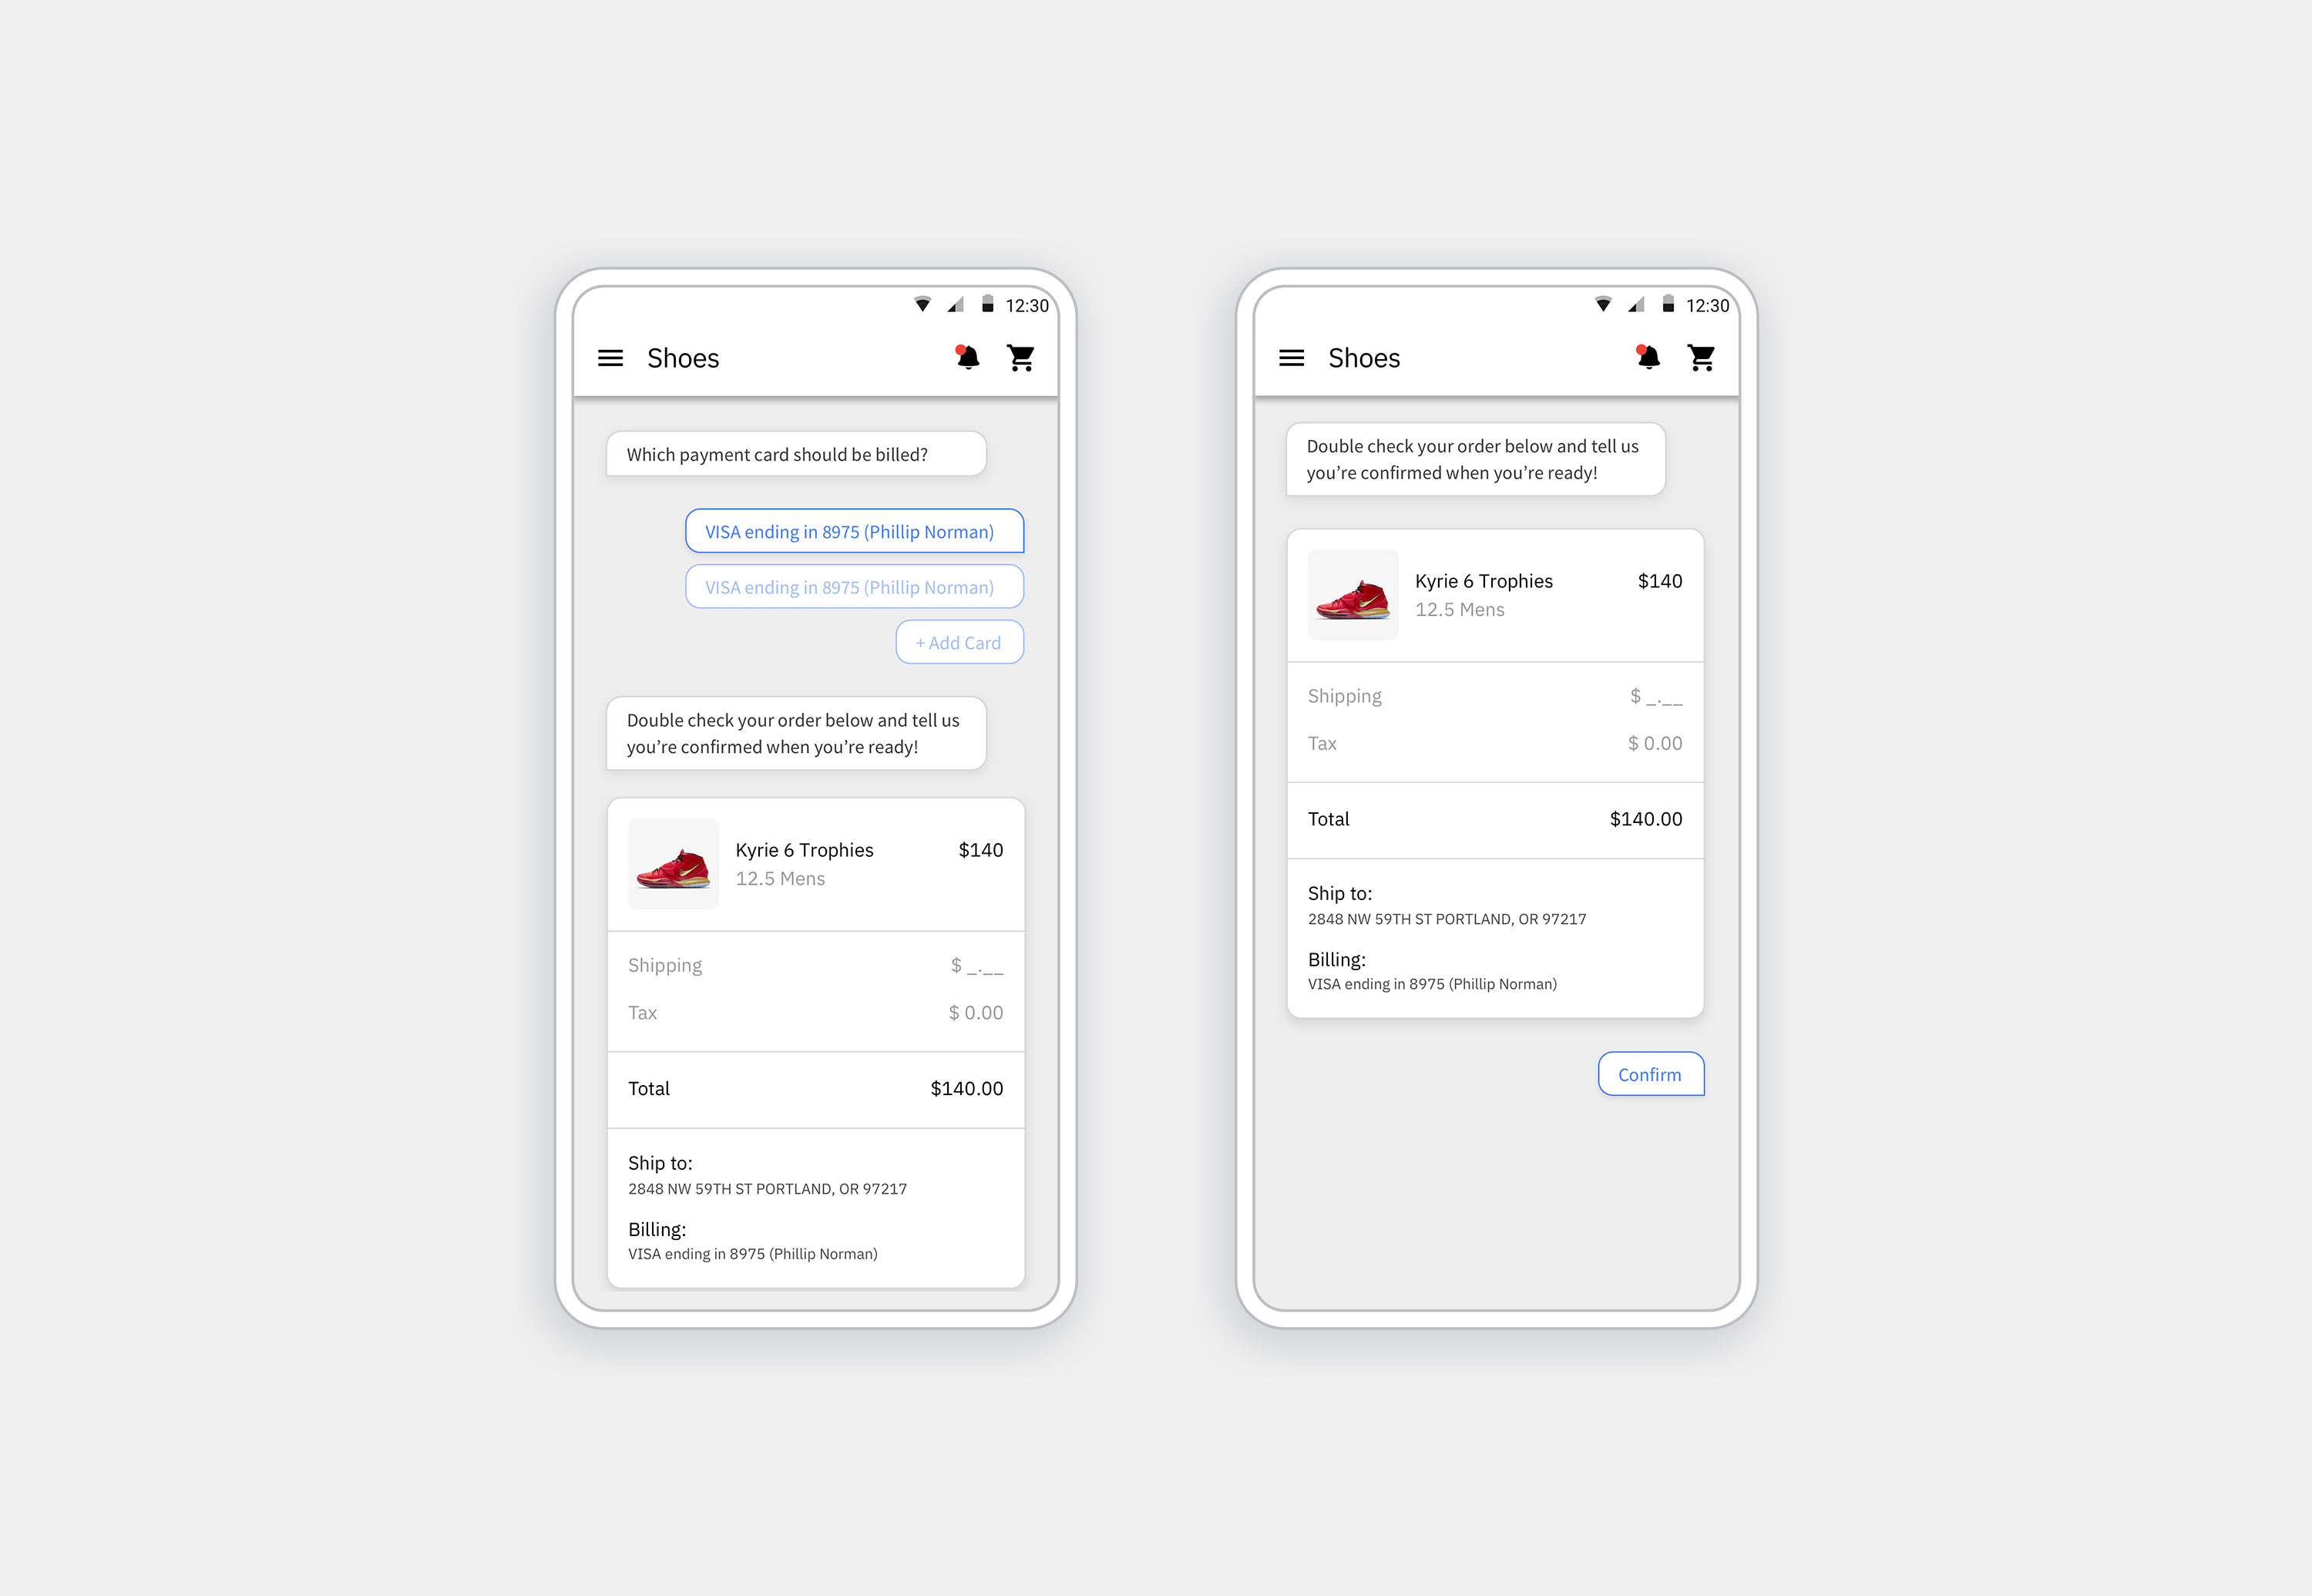 12:30
Shoes
Which payment card should be billed?
VISA ending in 8975 (Phillip Norman)
VISA ending in 8975 (Phillip Norman)
+ Add Card
Double check your order below and tell us
you’re confirmed when you’re ready!
Kyrie 6 Trophies $140
12.5 Mens
Shipping $ _.__
Tax $ 0.00
Total $140.00
Ship to:
2848 NW 59TH ST PORTLAND, OR 97217
Billing:
VISA ending in 8975 (Phillip Norman)
12:30
Shoes
Double check your order below and tell us
you’re confirmed when you’re ready!
Kyrie 6 Trophies $140
12.5 Mens
Shipping $ _.__
Tax $ 0.00
Total $140.00
Ship to:
2848 NW 59TH ST PORTLAND, OR 97217
Billing:
VISA ending in 8975 (Phillip Norman)
Confirm